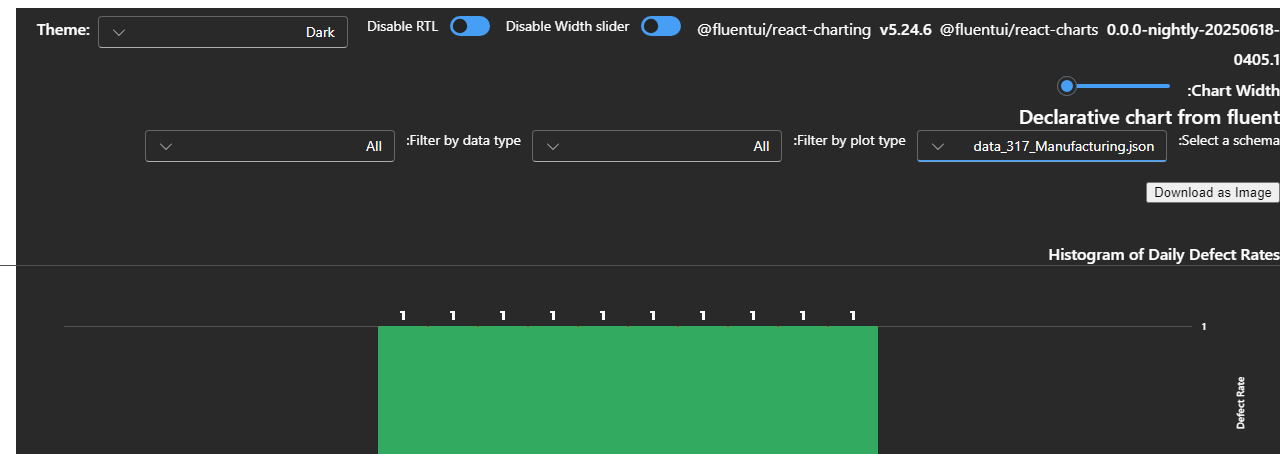 Theme: Dark Disable RTL Disable Width slider @fluentui/react-charting v5.24.6 @fluentui/react-charts 0.0.0-nightly-20250618-
0405.1
:Chart Width
Declarative chart from fluent
:Select a schema data_317_Manufacturing.json :Filter by plot type All :Filter by data type All
Download as Image
Histogram of Daily Defect Rates
1 1 1 1 1 1 1 1 1 1
1
Defect Rate